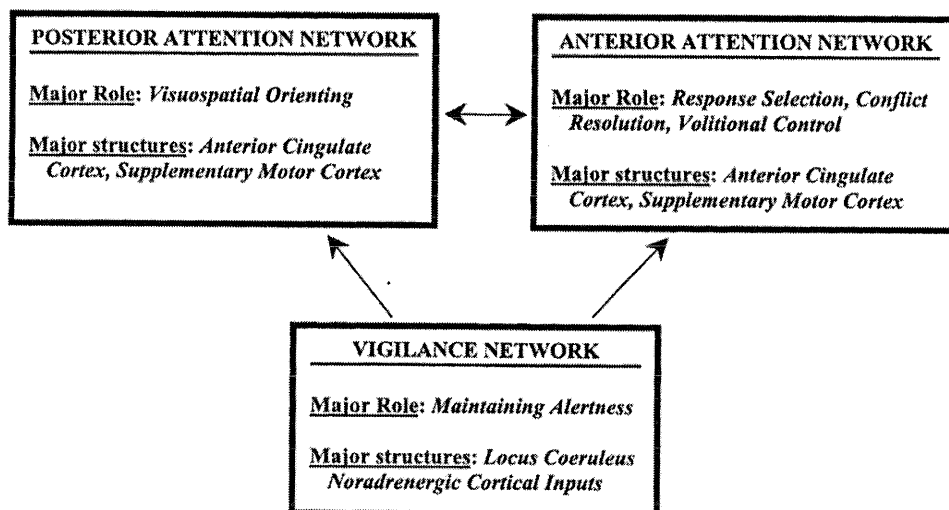 POSTERIOR ATTENTION NETWORK
Major Role: Visuospatial Orienting
Major structures: Anterior Cingulate
Cortex, Supplementary Motor Cortex
ANTERIOR ATTENTION NETWORK
Major Role: Response Selection, Conflict
Resolution, Volitional Control
Major structures: Anterior Cingulate
Cortex, Supplementary Motor Cortex
VIGILANCE NETWORK
Major Role: Maintaining Alertness
Major structures: Locus Coeruleus
Noradrenergic Cortical Inputs